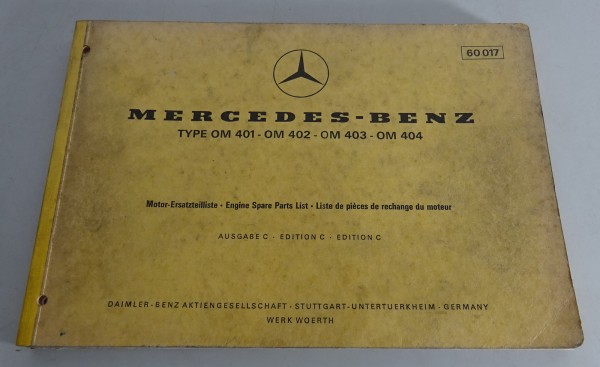 60 017
MERCEDES-BENZ
TYPE OM 401 - OM 402 - OM 403 - OM 404
Motor-Ersatzteilliste • Engine Spare Parts List • Liste de pièces de rechange du moteur
AUSGABE C - EDITION C - EDITION C
DAIMLER-BENZ AKTIENGESELLSCHAFT - STUTTGART-UNTERTUERKHEIM - GERMANY
WERK WOERTH